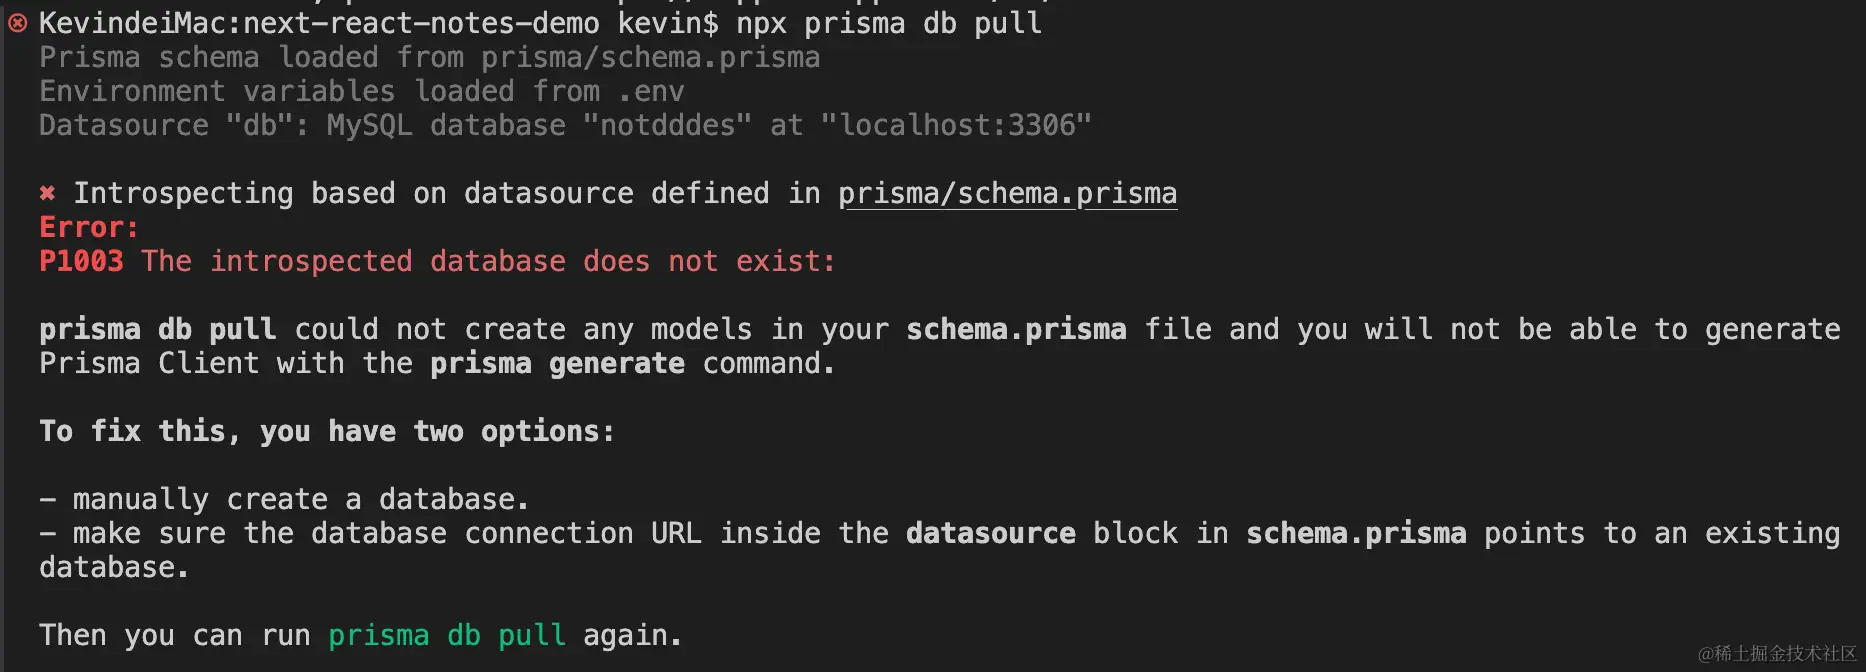 KevindeiMac:next-react-notes-demo kevin$ npx prisma db pull
Prisma schema loaded from prisma/schema.prisma
Environment variables loaded from .env
Datasource "db": MySQL database "notdddes" at "localhost:3306"
✖ Introspecting based on datasource defined in prisma/schema.prisma
Error:
P1003 The introspected database does not exist:
prisma db pull could not create any models in your schema.prisma file and you will not be able to generate
Prisma Client with the prisma generate command.
To fix this, you have two options:
- manually create a database.
- make sure the database connection URL inside the datasource block in schema.prisma points to an existing
database.
Then you can run prisma db pull again.
@稀土掘金技术社区